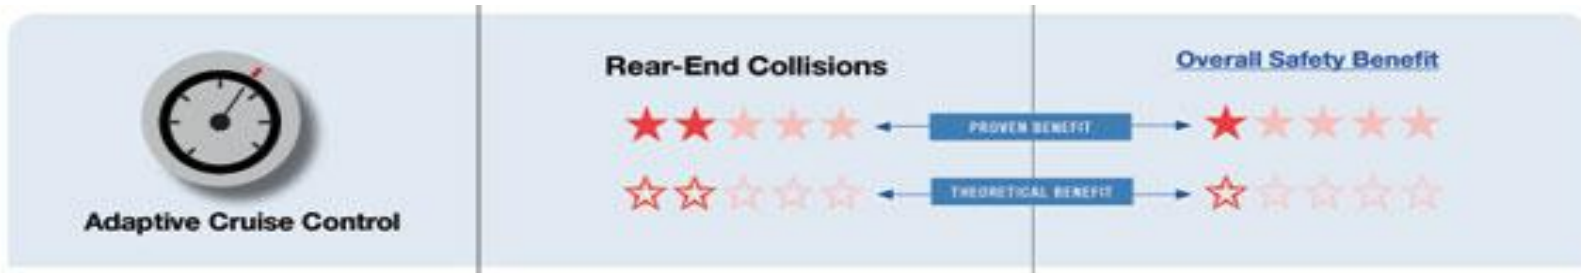 Adaptive Cruise Control
Rear-End Collisions
Overall Safety Benefit
PROVEN BENEFIT
THEORETICAL BENEFIT